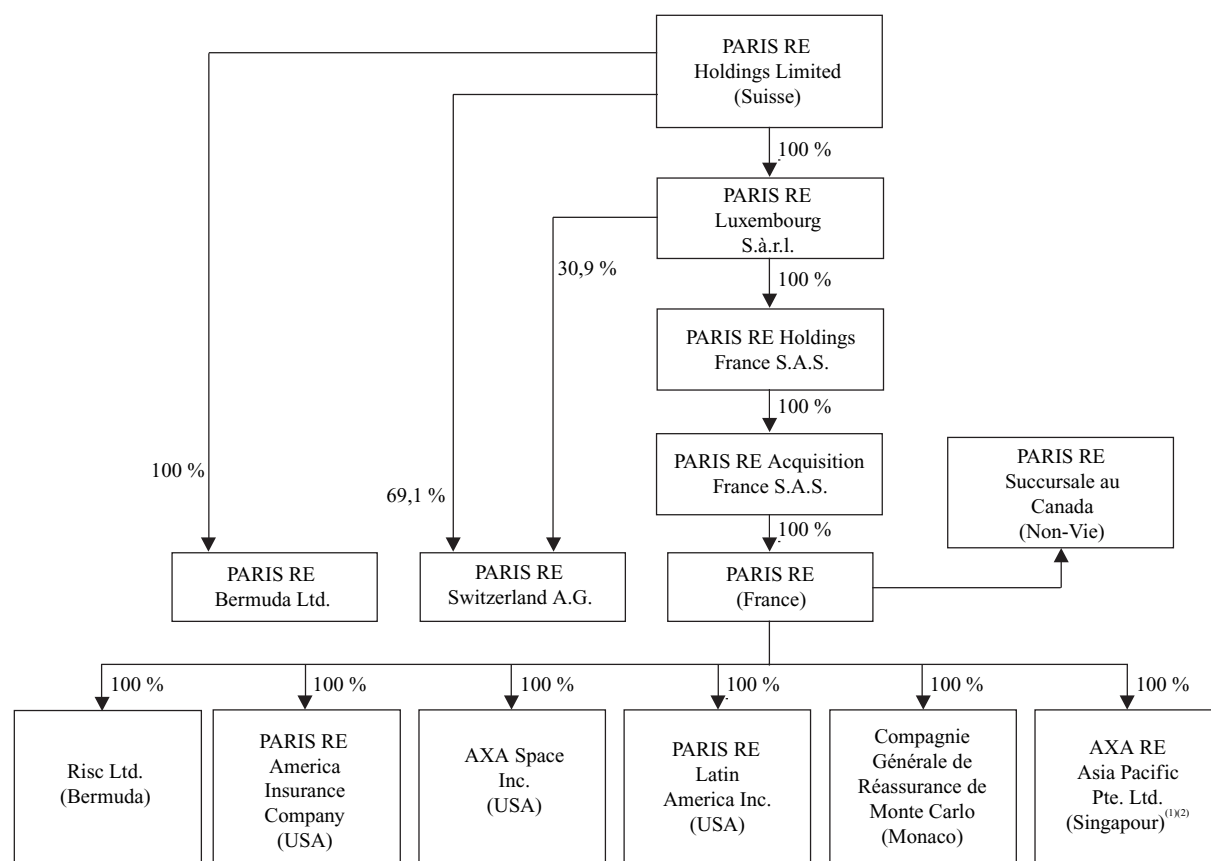 PARIS RE
Holdings Limited
(Suisse)
100 %
PARIS RE
Luxembourg
S.à.r.l.
30,9 %
100 %
PARIS RE Holdings
France S.A.S.
100 %
PARIS RE Acquisition
France S.A.S.
PARIS RE
Succursale au
Canada
(Non-Vie)
100 %
69,1 %
100 %
PARIS RE
Bermuda Ltd.
PARIS RE
Switzerland A.G.
PARIS RE
(France)
100 %
100 %
100 %
100 %
100 %
100 %
Risc Ltd.
(Bermuda)
PARIS RE
America
Insurance
Company
(USA)
AXA Space
Inc.
(USA)
PARIS RE
Latin
America Inc.
(USA)
Compagnie
Générale de
Réassurance de
Monte Carlo
(Monaco)
AXA RE
Asia Pacific
Pte. Ltd.
(Singapour)(1)(2)